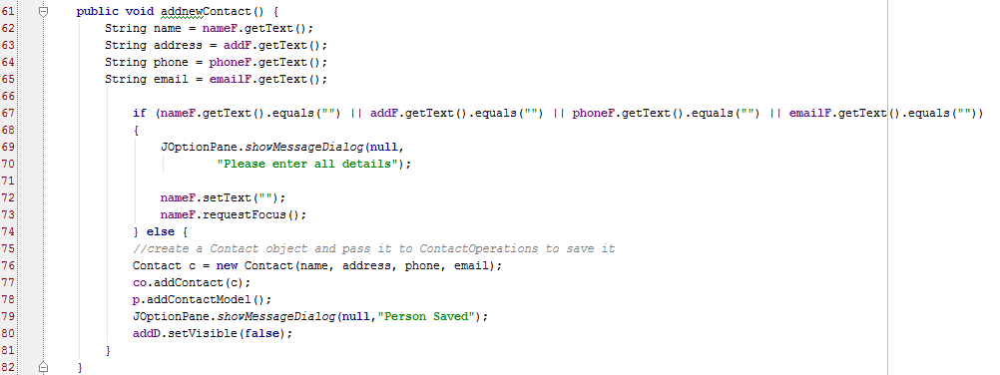 61 public void addnewContact() {
62 String name = nameF.getText();
63 String address = addF.getText();
64 String phone = phoneF.getText();
65 String email = emailF.getText();
66
67 if (nameF.getText().equals("") || addF.getText().equals("") || phoneF.getText().equals("") || emailF.getText().equals(""))
68 {
69 JOptionPane.showMessageDialog(null,
70 "Please enter all details");
71
72 nameF.setText("");
73 nameF.requestFocus();
74 } else {
75 //create a Contact object and pass it to ContactOperations to save it
76 Contact c = new Contact(name, address, phone, email);
77 co.addContact(c);
78 p.addContactModel();
79 JOptionPane.showMessageDialog(null,"Person Saved");
80 addD.setVisible(false);
81 }
82 }